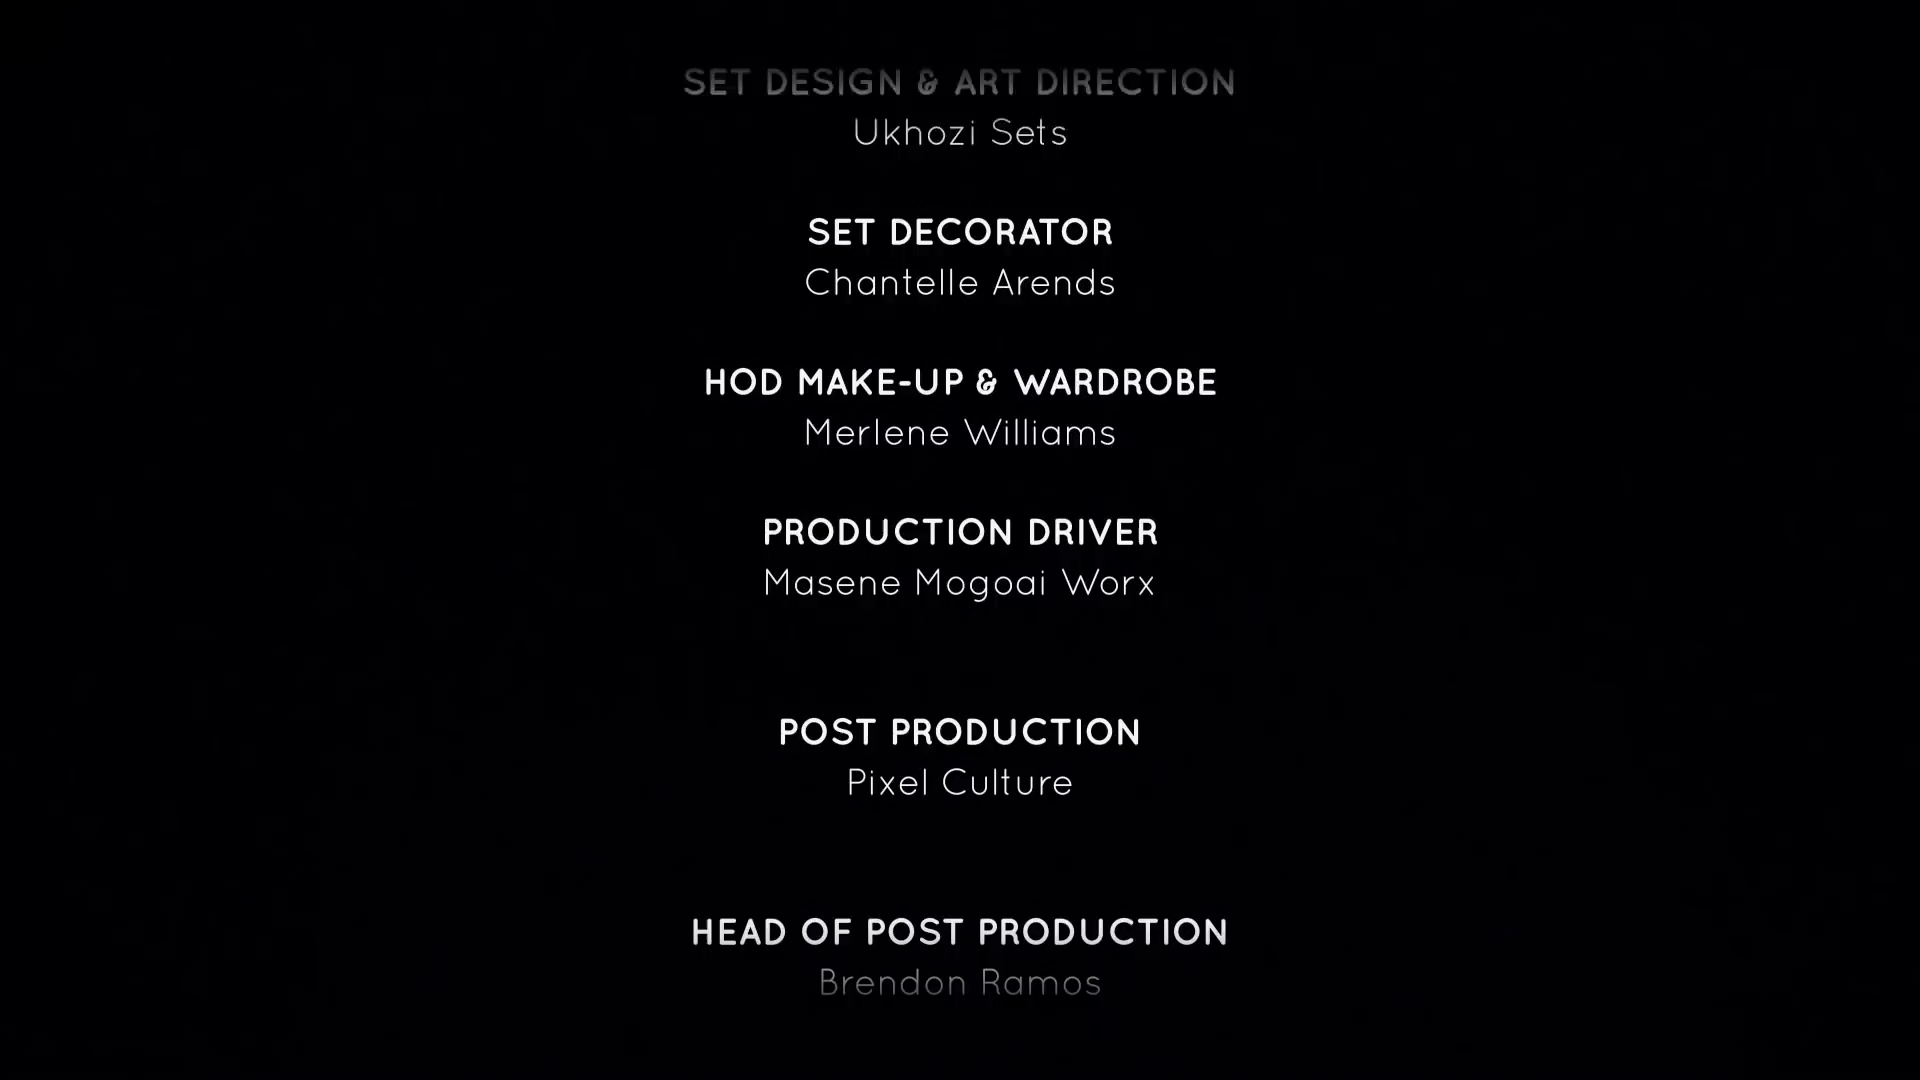 SET DESIGN & ART DIRECTION
Ukhozi Sets
SET DECORATOR
Chantelle Arends
HOD MAKE-UP & WARDROBE
Merlene Williams
PRODUCTION DRIVER
Masene Mogoai Worx
POST PRODUCTION
Pixel Culture
HEAD OF POST PRODUCTION
Brendon Ramos